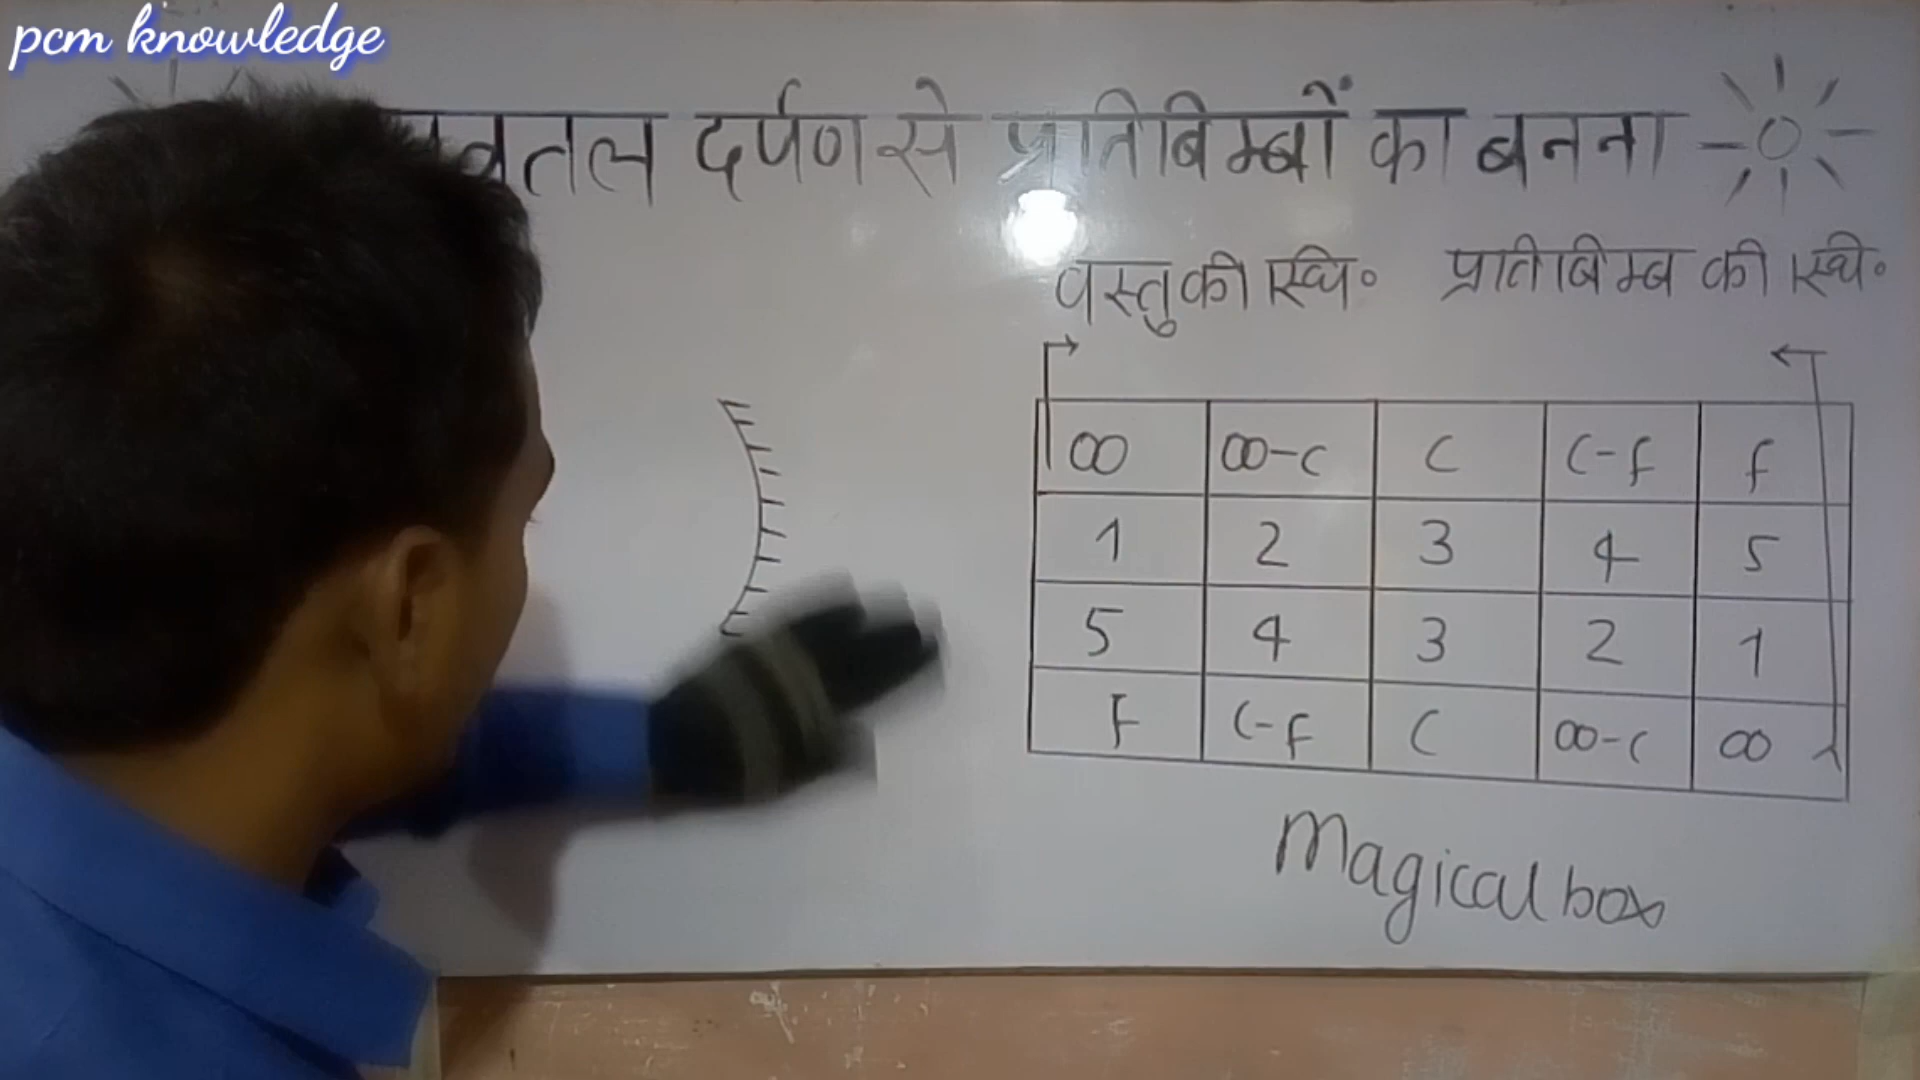 pcm knowledge
दर्पण से प्रतिबिम्बों का बनना
वस्तु की स्थि० प्रतिबिम्ब की स्थि०
∞ ∞-C C C-F F
1 2 3 4 5
5 4 3 2 1
F C-F C ∞-C ∞
Magical box